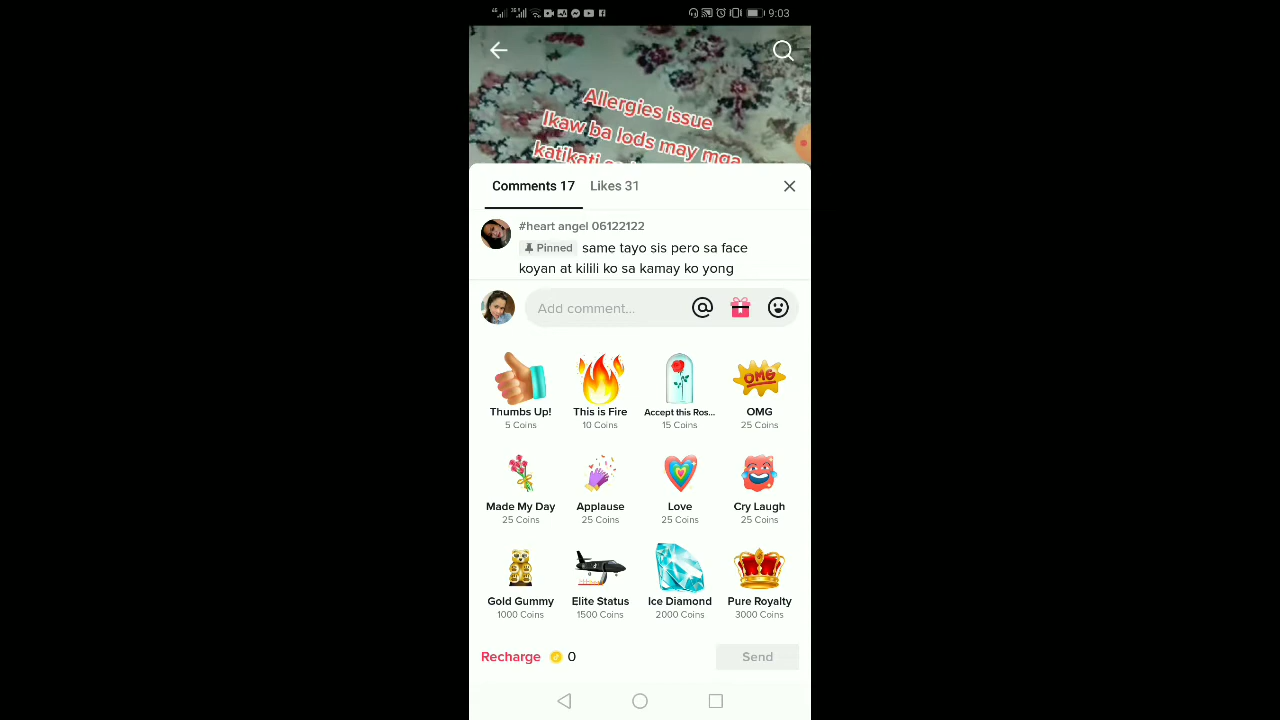 4G 3G 9:03
Allergies issue
Ikaw ba lods may mga
katikati
Comments 17 Likes 31
#heart angel 06122122
Pinned same tayo sis pero sa face
koyan at kilili ko sa kamay ko yong
Add comment... @
OMG
Thumbs Up! This is Fire Accept this Ros... OMG
5 Coins 10 Coins 15 Coins 25 Coins
Made My Day Applause Love Cry Laugh
25 Coins 25 Coins 25 Coins 25 Coins
Gold Gummy Elite Status Ice Diamond Pure Royalty
1000 Coins 1500 Coins 2000 Coins 3000 Coins
Recharge 0 Send